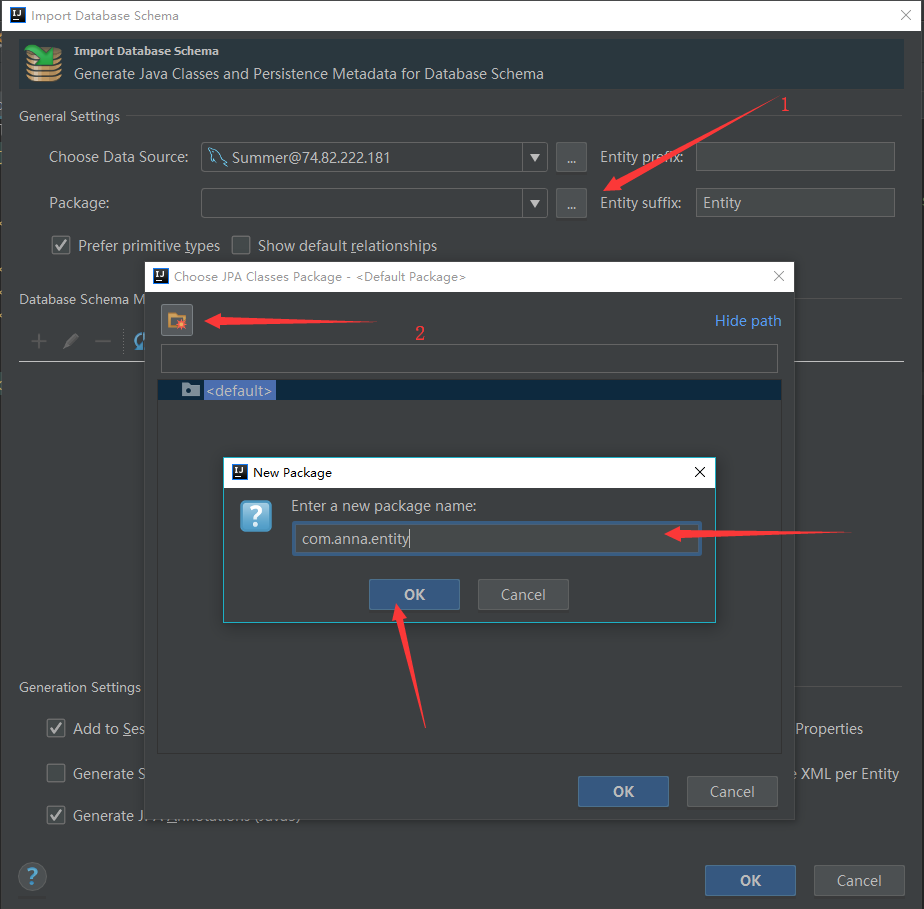 Import Database Schema
Import Database Schema
Generate Java Classes and Persistence Metadata for Database Schema
General Settings
1
Choose Data Source: Summer@74.82.222.181 ... Entity prefix:
Package: ... Entity suffix: Entity
Prefer primitive types Show default relationships
Choose JPA Classes Package - <Default Package>
Database Schema M
2
Hide path
<default>
New Package
Enter a new package name:
com.anna.entity
OK Cancel
Generation Settings
Add to Ses Properties
Generate S XML per Entity
OK Cancel
Generate
?
OK Cancel